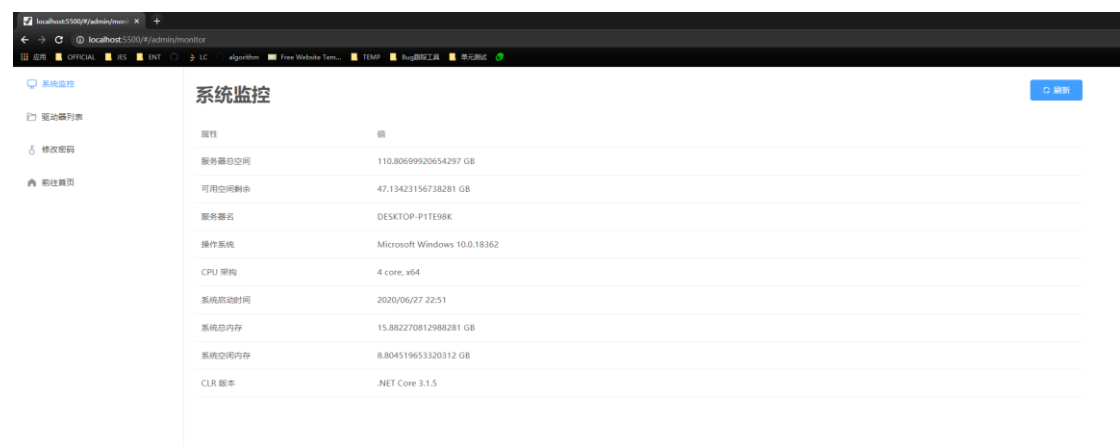 localhost:5500/#/admin/moni
localhost:5500/#/admin/monitor
应用 OFFICIAL JES ENT LC algorithm Free Website Tem... TEMP Bug跟踪工具 单元测试
系统监控
驱动器列表
修改密码
前往首页
系统监控
刷新
属性 值
服务器总空间 110.80699920654297 GB
可用空间剩余 47.13423156738281 GB
服务器名 DESKTOP-P1TE98K
操作系统 Microsoft Windows 10.0.18362
CPU 架构 4 core, x64
系统启动时间 2020/06/27 22:51
系统总内存 15.882270812988281 GB
系统空闲内存 8.804519653320312 GB
CLR 版本 .NET Core 3.1.5